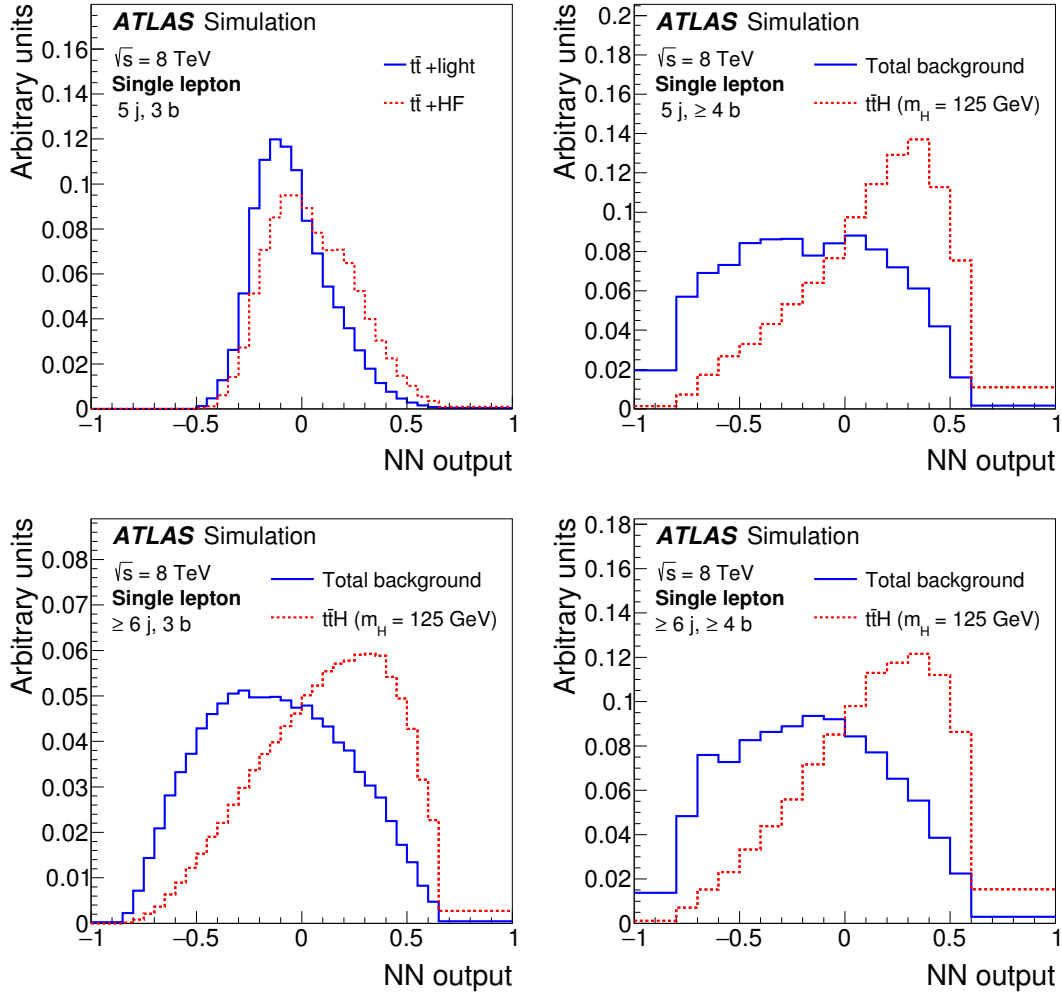 ATLAS Simulation
√s = 8 TeV
Single lepton
5 j, 3 b
tt̄ +light
tt̄ +HF
Arbitrary units
0.16
0.14
0.12
0.1
0.08
0.06
0.04
0.02
0
−1 −0.5 0 0.5 1
NN output
ATLAS Simulation
√s = 8 TeV
Single lepton
5 j, ≥ 4 b
Total background
tt̄H (m_H = 125 GeV)
Arbitrary units
0.2
0.18
0.16
0.14
0.12
0.1
0.08
0.06
0.04
0.02
0
−1 −0.5 0 0.5 1
NN output
ATLAS Simulation
√s = 8 TeV
Single lepton
≥ 6 j, 3 b
Total background
tt̄H (m_H = 125 GeV)
Arbitrary units
0.08
0.07
0.06
0.05
0.04
0.03
0.02
0.01
0
−1 −0.5 0 0.5 1
NN output
ATLAS Simulation
√s = 8 TeV
Single lepton
≥ 6 j, ≥ 4 b
Total background
tt̄H (m_H = 125 GeV)
Arbitrary units
0.18
0.16
0.14
0.12
0.1
0.08
0.06
0.04
0.02
0
−1 −0.5 0 0.5 1
NN output